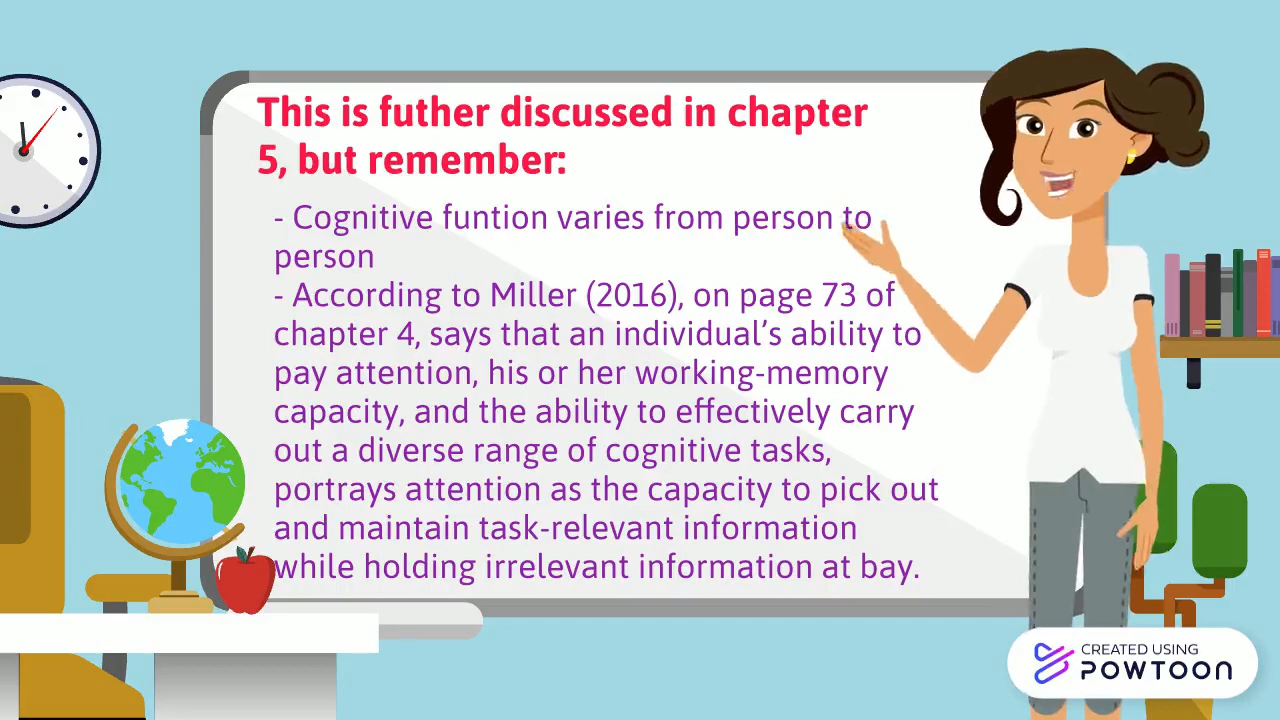 This is futher discussed in chapter
5, but remember:
- Cognitive funtion varies from person to
person
- According to Miller (2016), on page 73 of
chapter 4, says that an individual’s ability to
pay attention, his or her working-memory
capacity, and the ability to effectively carry
out a diverse range of cognitive tasks,
portrays attention as the capacity to pick out
and maintain task-relevant information
while holding irrelevant information at bay.
CREATED USING
POWTOON